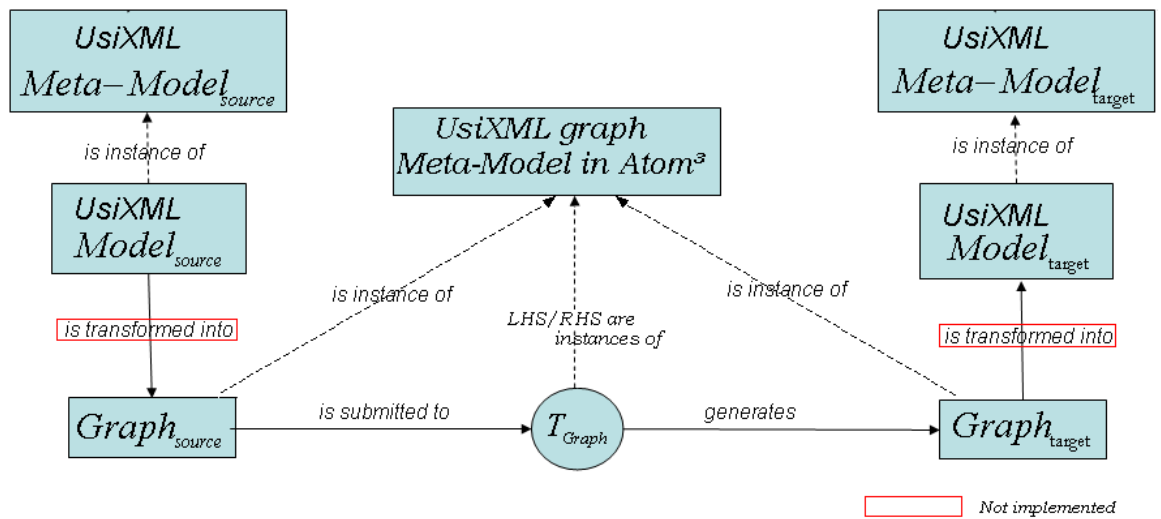 UsiXML
Meta-Model source
is instance of
UsiXML
Model source
is transformed into
Graph source
UsiXML graph
Meta-Model in Atom³
is instance of
LHS/RHS are
instances of
is instance of
is submitted to
T Graph
generates
UsiXML
Meta-Model target
is instance of
UsiXML
Model target
is transformed into
Graph target
Not implemented